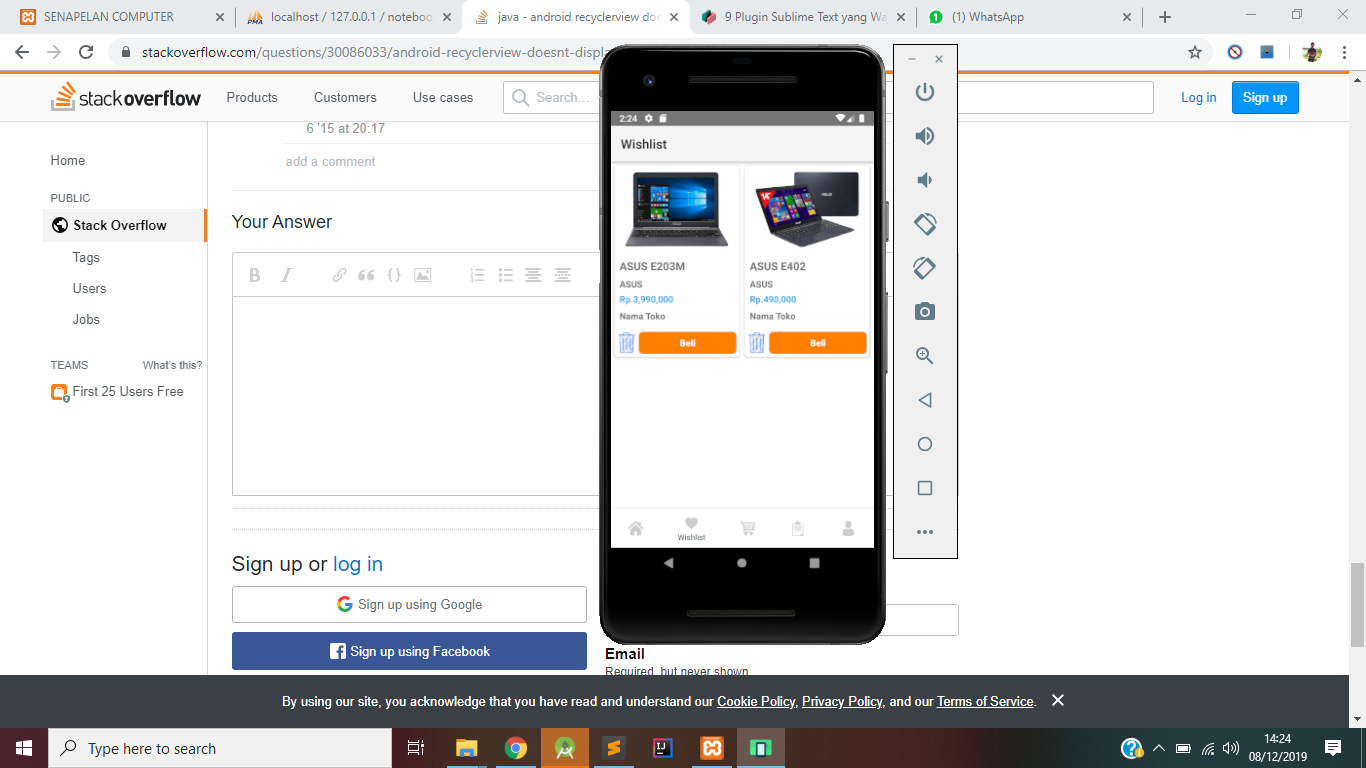 SENAPELAN COMPUTER
localhost / 127.0.0.1 / noteboo
java - android recyclerview doe
9 Plugin Sublime Text yang Wa
(1) WhatsApp
stackoverflow.com/questions/30086033/android-recyclerview-doesnt-displa
stackoverflow
Products
Customers
Use cases
Search...
Log in
Sign up
6 '15 at 20:17
add a comment
Home
PUBLIC
Stack Overflow
Tags
Users
Jobs
TEAMS
What's this?
First 25 Users Free
Your Answer
B I
Sign up or log in
Sign up using Google
Sign up using Facebook
Email
Required, but never shown
2:24
Wishlist
14"
ASUS
ASUS E203M
ASUS
Rp.3,990,000
Nama Toko
Beli
ASUS E402
ASUS
Rp.490,000
Nama Toko
Beli
Wishlist
By using our site, you acknowledge that you have read and understand our Cookie Policy, Privacy Policy, and our Terms of Service.
Type here to search
14:24
08/12/2019